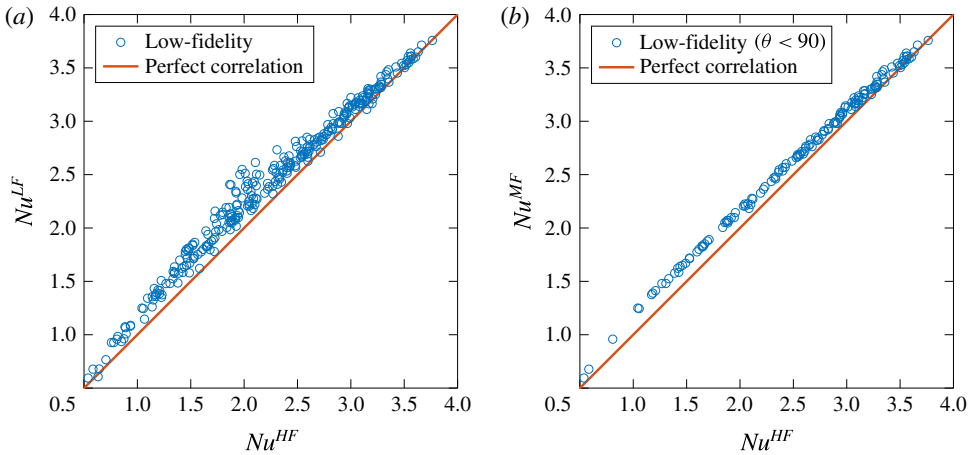 (a)
4.0
3.5
3.0
2.5
2.0
1.5
1.0
0.5
1.0 1.5 2.0 2.5 3.0 3.5 4.0
Nu^{LF}
Nu^{HF}
Low-fidelity
Perfect correlation
(b)
4.0
3.5
3.0
2.5
2.0
1.5
1.0
0.5
1.0 1.5 2.0 2.5 3.0 3.5 4.0
Nu^{MF}
Nu^{HF}
Low-fidelity (θ < 90)
Perfect correlation